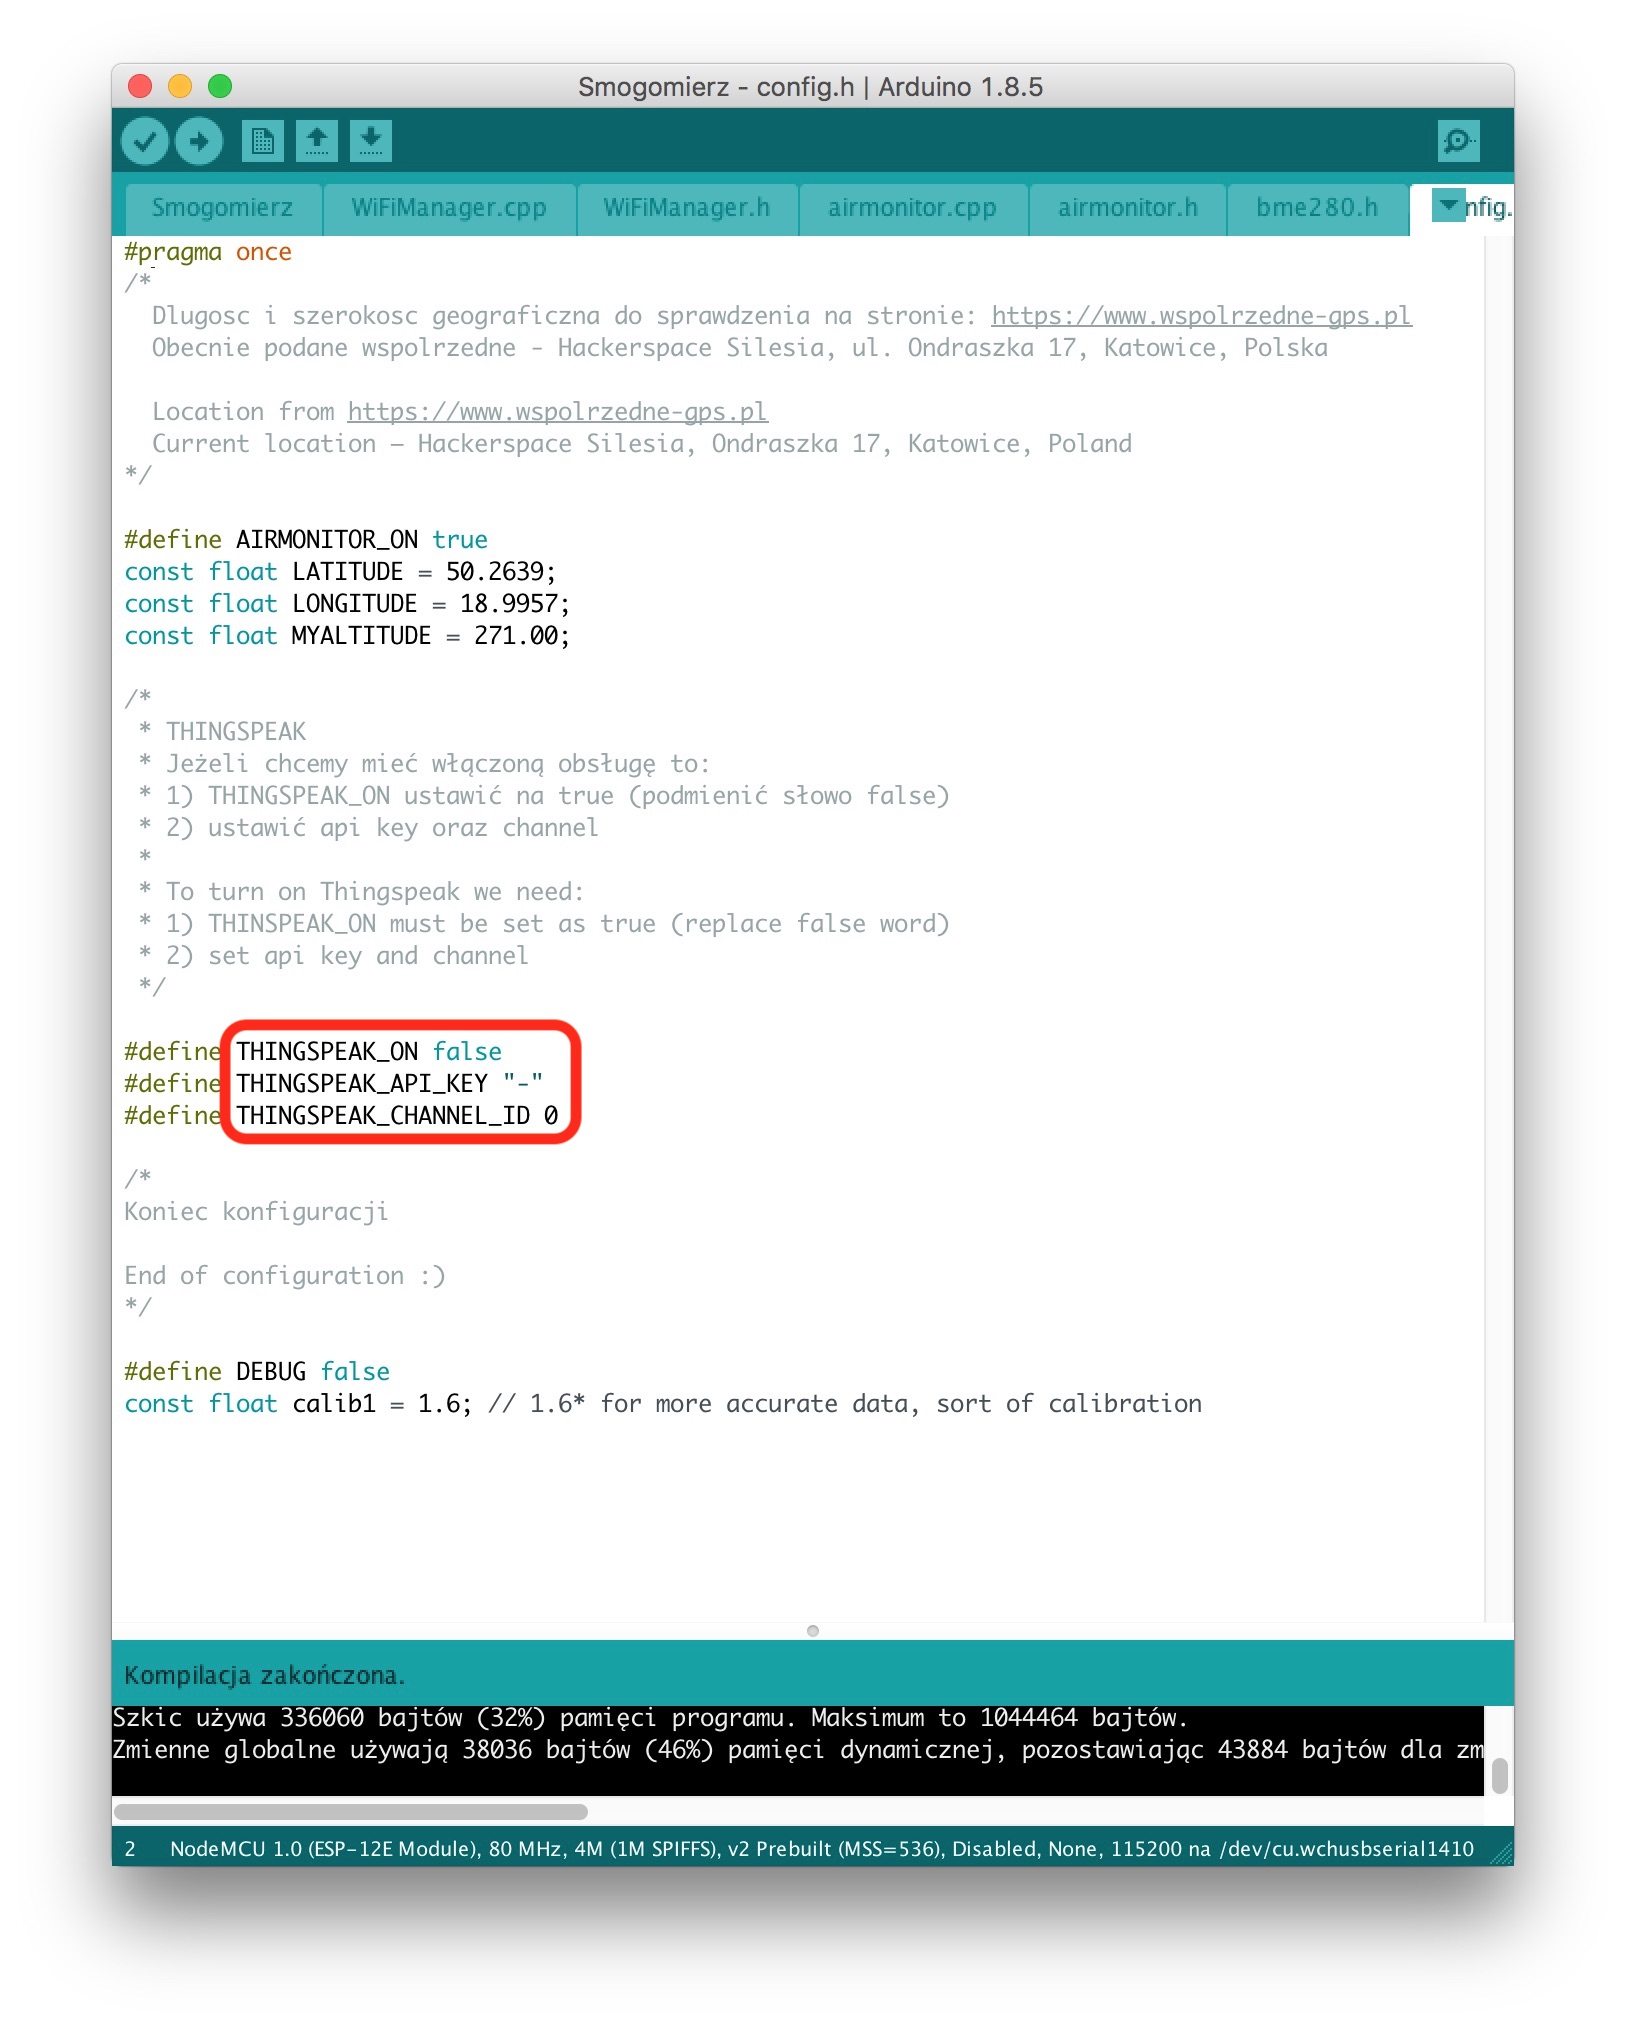 Smogomierz - config.h | Arduino 1.8.5
Smogomierz WiFiManager.cpp WiFiManager.h airmonitor.cpp airmonitor.h bme280.h nfig.
#pragma once
/*
Dlugosc i szerokosc geograficzna do sprawdzenia na stronie: https://www.wspolrzedne-gps.pl
Obecnie podane wspolrzedne - Hackerspace Silesia, ul. Ondraszka 17, Katowice, Polska
Location from https://www.wspolrzedne-gps.pl
Current location – Hackerspace Silesia, Ondraszka 17, Katowice, Poland
*/
#define AIRMONITOR_ON true
const float LATITUDE = 50.2639;
const float LONGITUDE = 18.9957;
const float MYALTITUDE = 271.00;
/*
* THINGSPEAK
* Jeżeli chcemy mieć włączoną obsługę to:
* 1) THINGSPEAK_ON ustawić na true (podmienić słowo false)
* 2) ustawić api key oraz channel
*
* To turn on Thingspeak we need:
* 1) THINSPEAK_ON must be set as true (replace false word)
* 2) set api key and channel
*/
#define THINGSPEAK_ON false
#define THINGSPEAK_API_KEY "-"
#define THINGSPEAK_CHANNEL_ID 0
/*
Koniec konfiguracji
End of configuration :)
*/
#define DEBUG false
const float calib1 = 1.6; // 1.6* for more accurate data, sort of calibration
Kompilacja zakończona.
Szkic używa 336060 bajtów (32%) pamięci programu. Maksimum to 1044464 bajtów.
Zmienne globalne używają 38036 bajtów (46%) pamięci dynamicznej, pozostawiając 43884 bajtów dla zm
2 NodeMCU 1.0 (ESP-12E Module), 80 MHz, 4M (1M SPIFFS), v2 Prebuilt (MSS=536), Disabled, None, 115200 na /dev/cu.wchusbserial1410